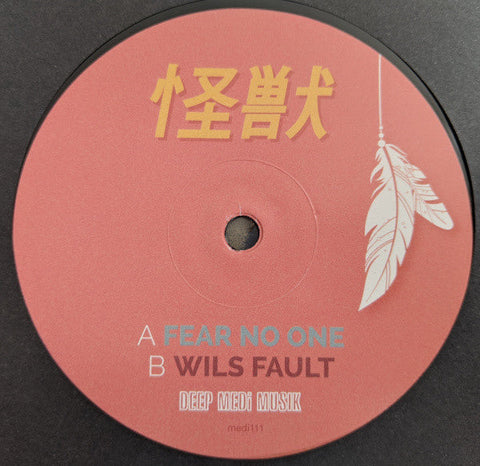 怪獣
A FEAR NO ONE
B WILS FAULT
DEEP MEDi MUSIK
medi111